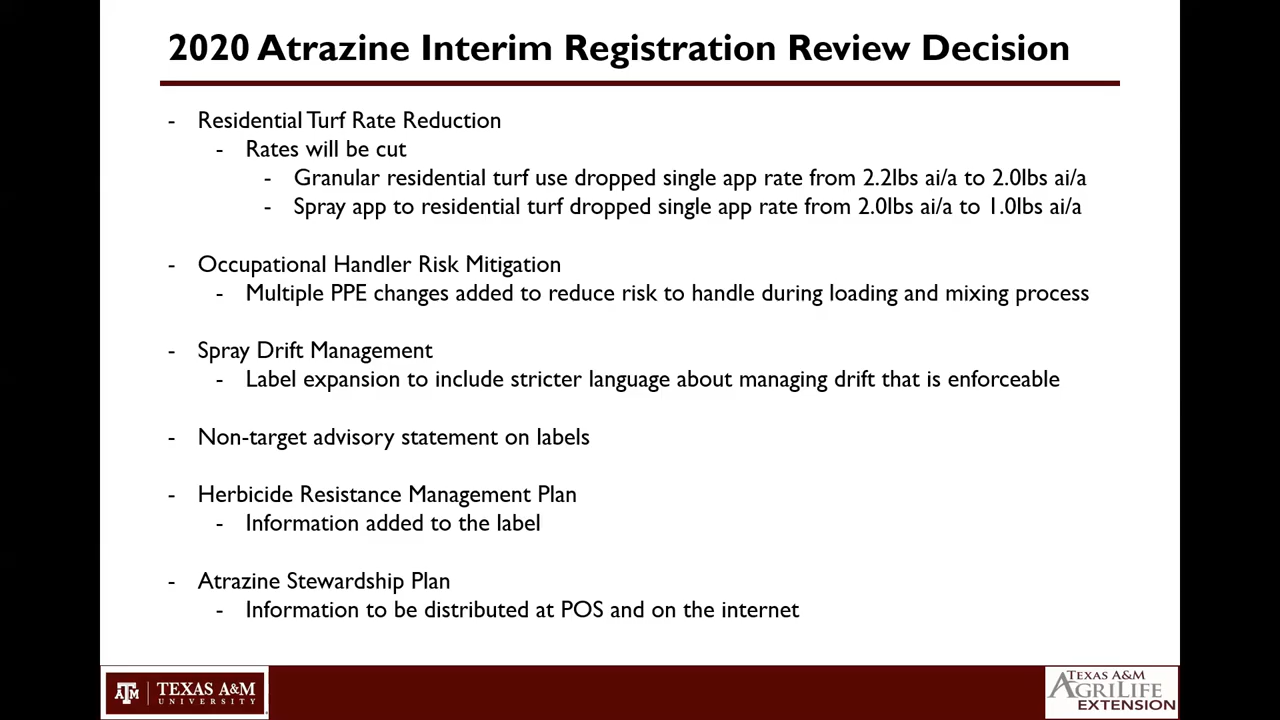 2020 Atrazine Interim Registration Review Decision
- Residential Turf Rate Reduction
- Rates will be cut
- Granular residential turf use dropped single app rate from 2.2lbs ai/a to 2.0lbs ai/a
- Spray app to residential turf dropped single app rate from 2.0lbs ai/a to 1.0lbs ai/a
- Occupational Handler Risk Mitigation
- Multiple PPE changes added to reduce risk to handle during loading and mixing process
- Spray Drift Management
- Label expansion to include stricter language about managing drift that is enforceable
- Non-target advisory statement on labels
- Herbicide Resistance Management Plan
- Information added to the label
- Atrazine Stewardship Plan
- Information to be distributed at POS and on the internet
ATM TEXAS A&M
UNIVERSITY
TEXAS A&M
AGRILIFE
EXTENSION